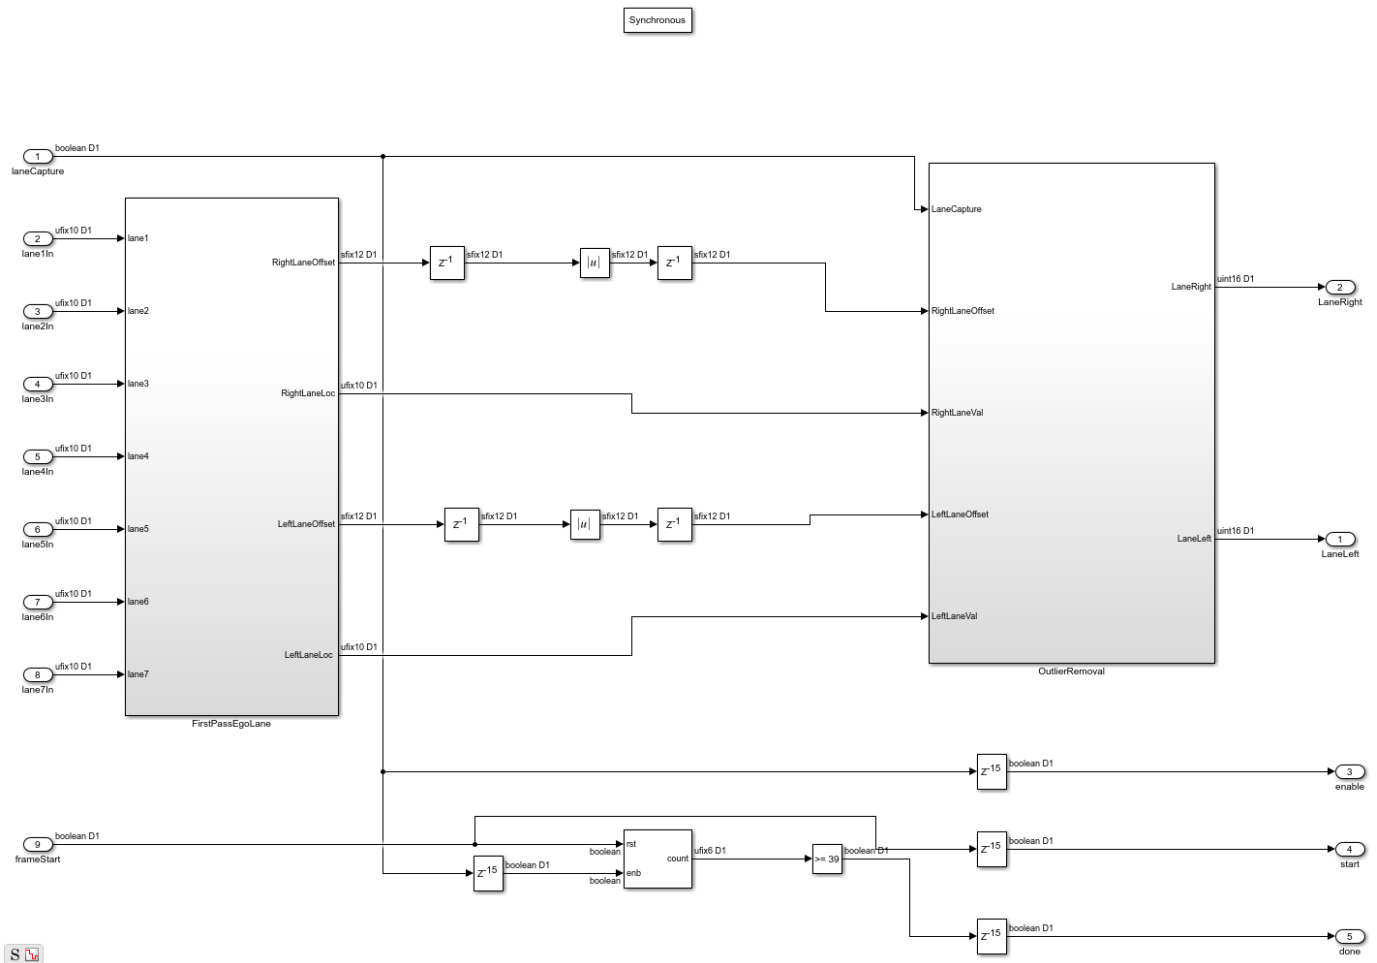 Synchronous
boolean D1
1
laneCapture
ufix10 D1
2
lane1In
ufix10 D1
3
lane2In
ufix10 D1
4
lane3In
ufix10 D1
5
lane4In
ufix10 D1
6
lane5In
ufix10 D1
7
lane6In
ufix10 D1
8
lane7In
lane1
lane2
lane3
lane4
lane5
lane6
lane7
RightLaneOffset
RightLaneLoc
LeftLaneOffset
LeftLaneLoc
FirstPassEgoLane
sfix12 D1
z-1
sfix12 D1
|u|
sfix12 D1
z-1
sfix12 D1
ufix10 D1
sfix12 D1
z-1
sfix12 D1
|u|
sfix12 D1
z-1
sfix12 D1
ufix10 D1
LaneCapture
RightLaneOffset
RightLaneVal
LeftLaneOffset
LeftLaneVal
LaneRight
LaneLeft
OutlierRemoval
uint16 D1
2
LaneRight
uint16 D1
1
LaneLeft
z-15
boolean D1
3
enable
boolean D1
9
frameStart
z-15
boolean D1
boolean
boolean
rst
enb
count
ufix6 D1
>= 39
boolean D1
z-15
boolean D1
4
start
z-15
boolean D1
5
done
S